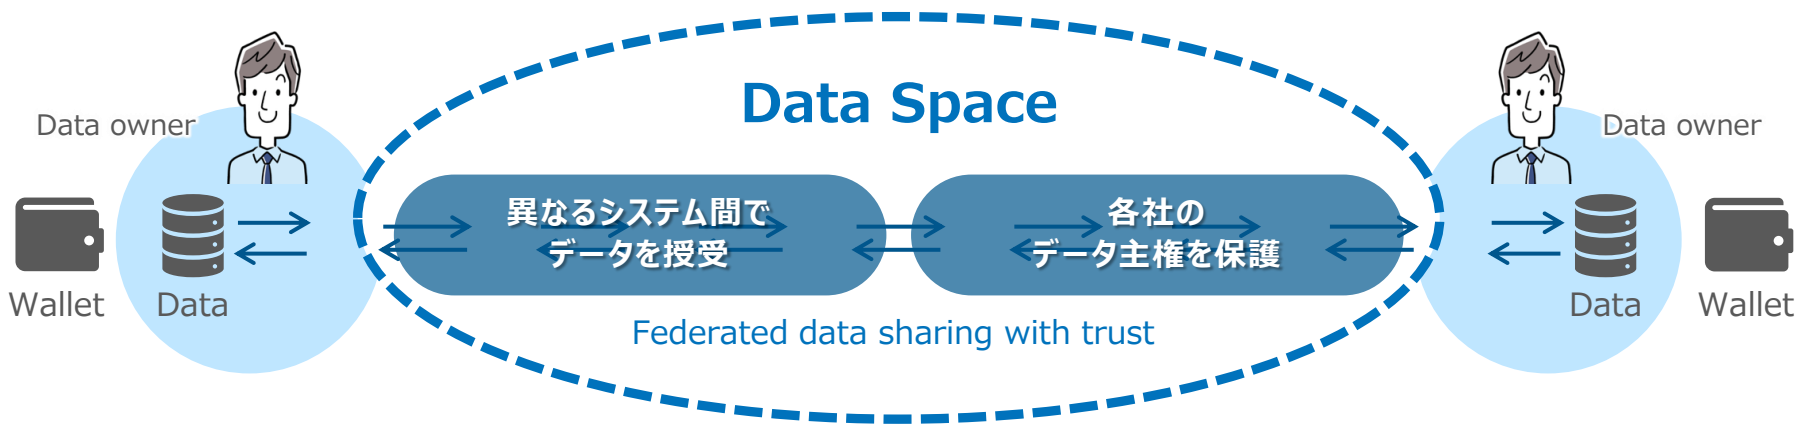 Data Space
Data owner
Data owner
異なるシステム間で
データを授受
各社の
データ主権を保護
Wallet
Data
Data
Wallet
Federated data sharing with trust